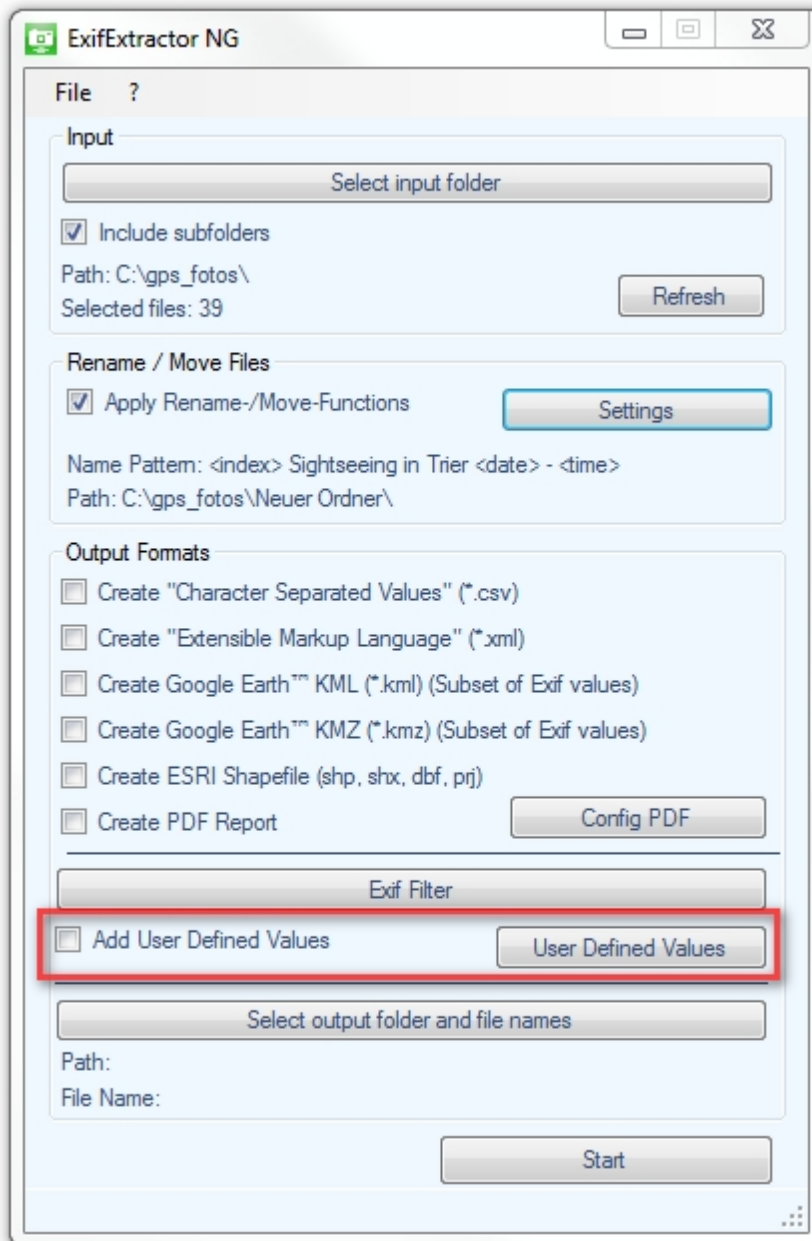 ExifExtractor NG
File ?
Input
Select input folder
Include subfolders
Path: C:\gps_fotos\
Selected files: 39
Refresh
Rename / Move Files
Apply Rename-/Move-Functions
Settings
Name Pattern: <index> Sightseeing in Trier <date> - <time>
Path: C:\gps_fotos\Neuer Ordner\
Output Formats
Create "Character Separated Values" (*.csv)
Create "Extensible Markup Language" (*.xml)
Create Google Earth™ KML (*.kml) (Subset of Exif values)
Create Google Earth™ KMZ (*.kmz) (Subset of Exif values)
Create ESRI Shapefile (shp, shx, dbf, prj)
Create PDF Report
Config PDF
Exif Filter
Add User Defined Values
User Defined Values
Select output folder and file names
Path:
File Name:
Start